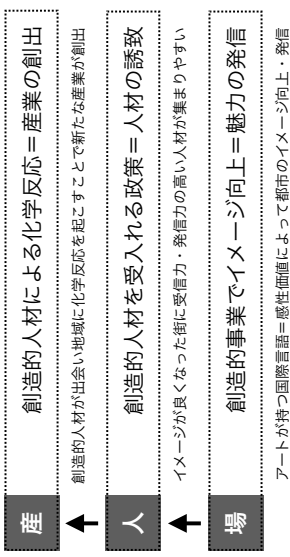 産 創造的人材による化学反応＝産業の創出
創造的人材が出会い地域に化学反応を起こすことで新たな産業が創出
人 創造的人材を受入れる政策＝人材の誘致
イメージが良くなった街に受信力・発信力の高い人材が集まりやすい
場 創造的事業でイメージ向上＝魅力の発信
アートが持つ国際言語＝感性価値によって都市のイメージ向上・発信